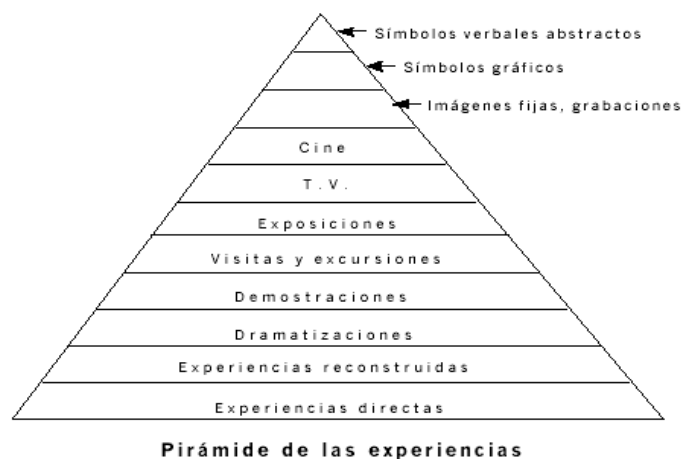 Símbolos verbales abstractos
Símbolos gráficos
Imágenes fijas, grabaciones
Cine
T.V.
Exposiciones
Visitas y excursiones
Demostraciones
Dramatizaciones
Experiencias reconstruidas
Experiencias directas
Pirámide de las experiencias